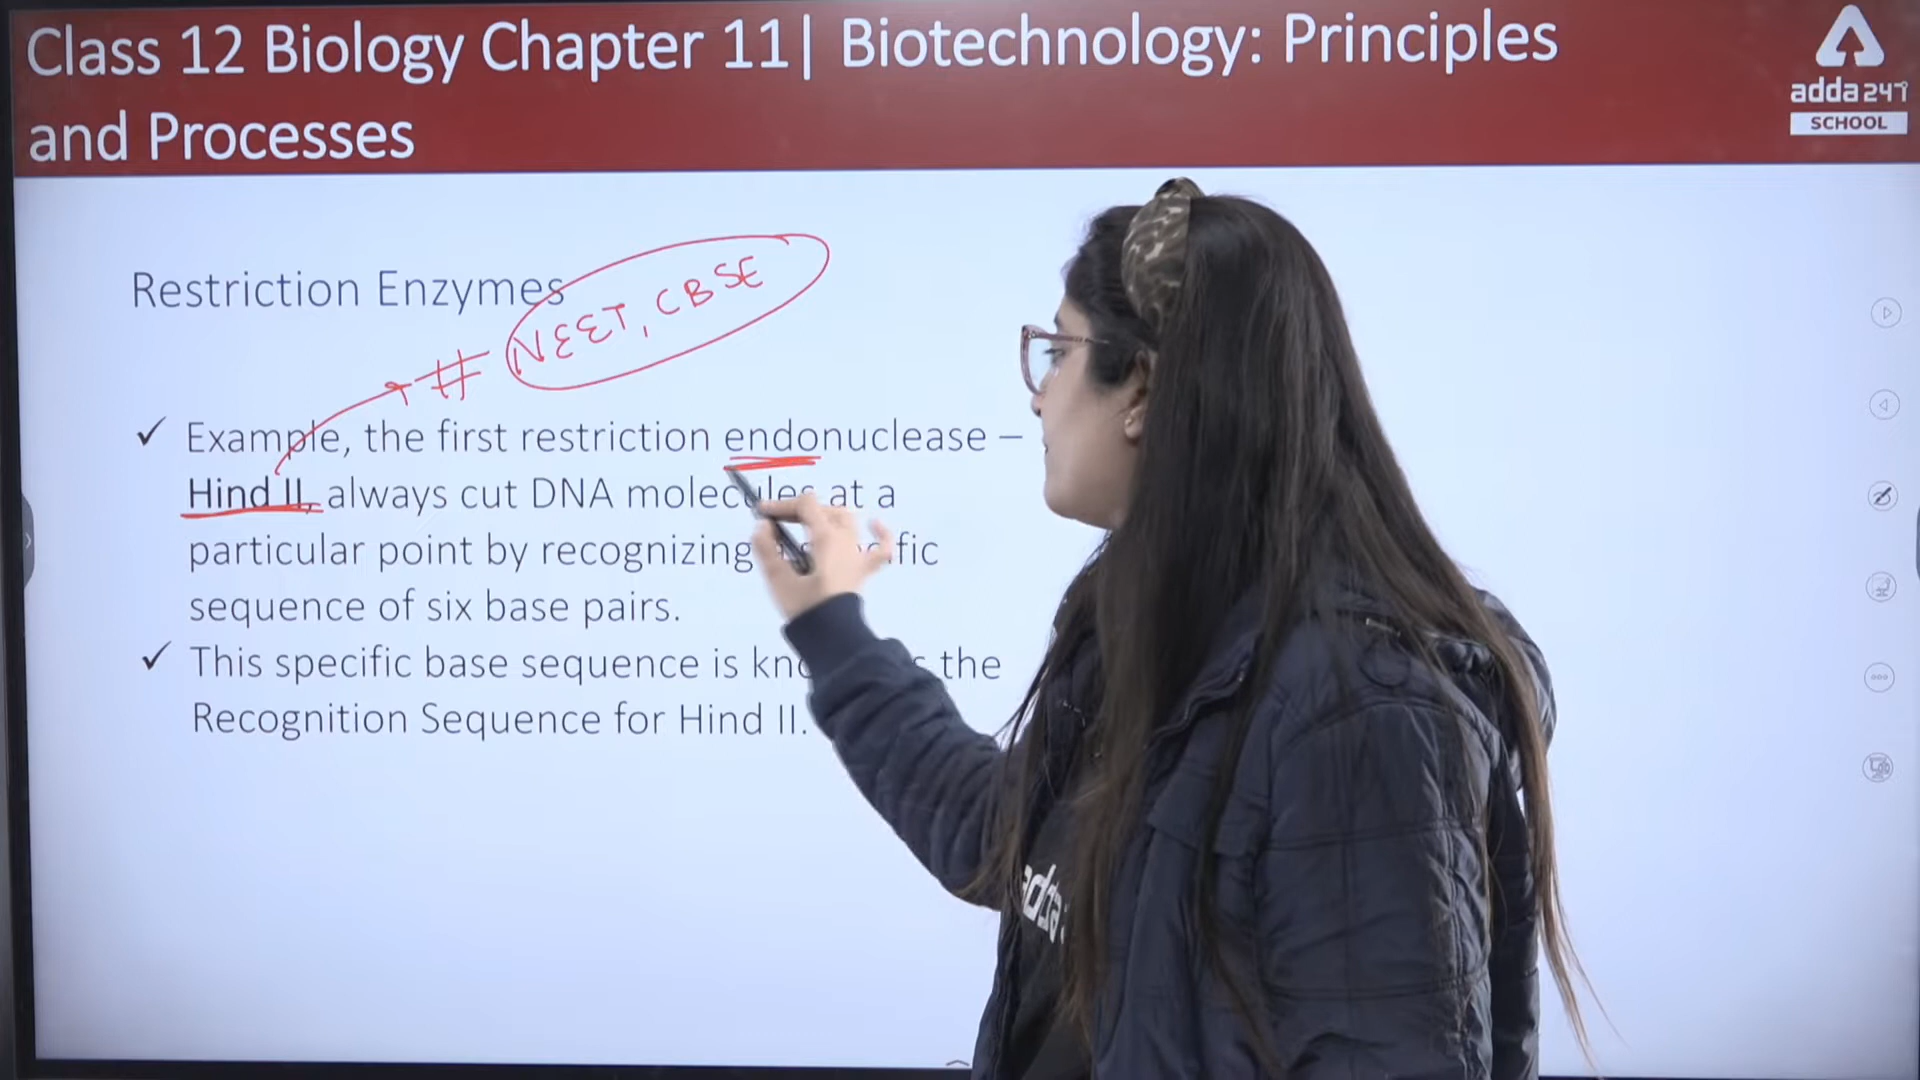 Class 12 Biology Chapter 11| Biotechnology: Principles
and Processes
adda247
SCHOOL
Restriction Enzymes
# NEET, CBSE
Example, the first restriction endonuclease –
Hind II, always cut DNA molecules at a
particular point by recognizing
sequence of six base pairs.
This specific base sequence is the
Recognition Sequence for Hind II.
adda